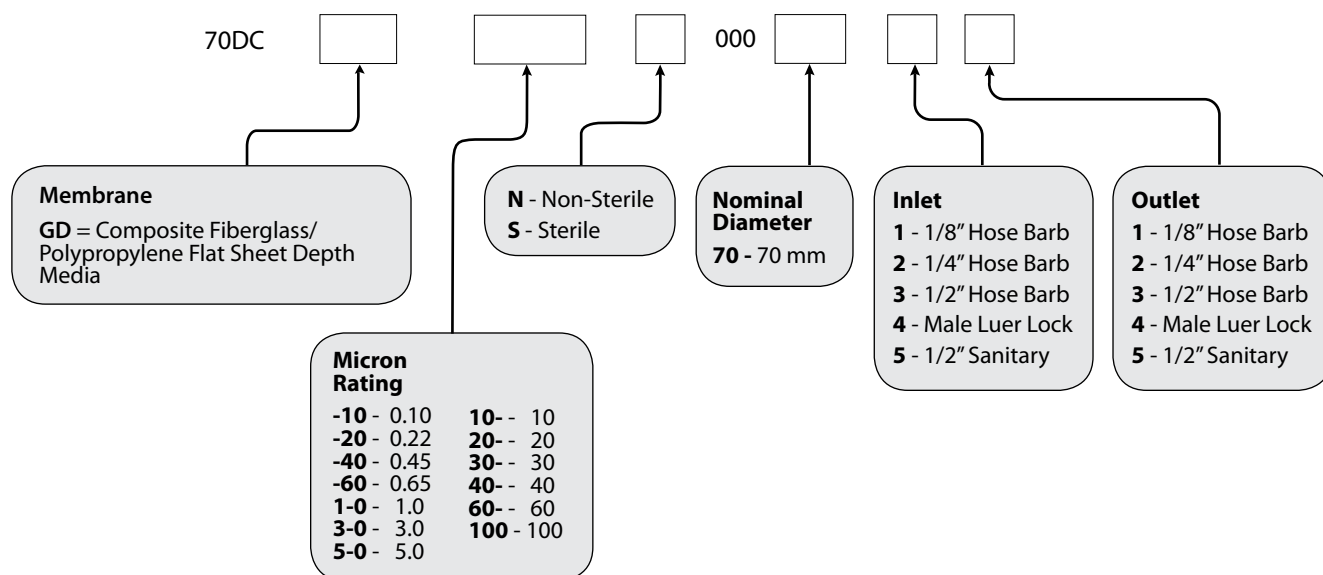 70DC 000
Membrane
GD = Composite Fiberglass/
Polypropylene Flat Sheet Depth
Media
Micron
Rating
-10 - 0.10
-20 - 0.22
-40 - 0.45
-60 - 0.65
1-0 - 1.0
3-0 - 3.0
5-0 - 5.0
10- - 10
20- - 20
30- - 30
40- - 40
60- - 60
100 - 100
N - Non-Sterile
S - Sterile
Nominal
Diameter
70 - 70 mm
Inlet
1 - 1/8” Hose Barb
2 - 1/4” Hose Barb
3 - 1/2” Hose Barb
4 - Male Luer Lock
5 - 1/2” Sanitary
Outlet
1 - 1/8” Hose Barb
2 - 1/4” Hose Barb
3 - 1/2” Hose Barb
4 - Male Luer Lock
5 - 1/2” Sanitary